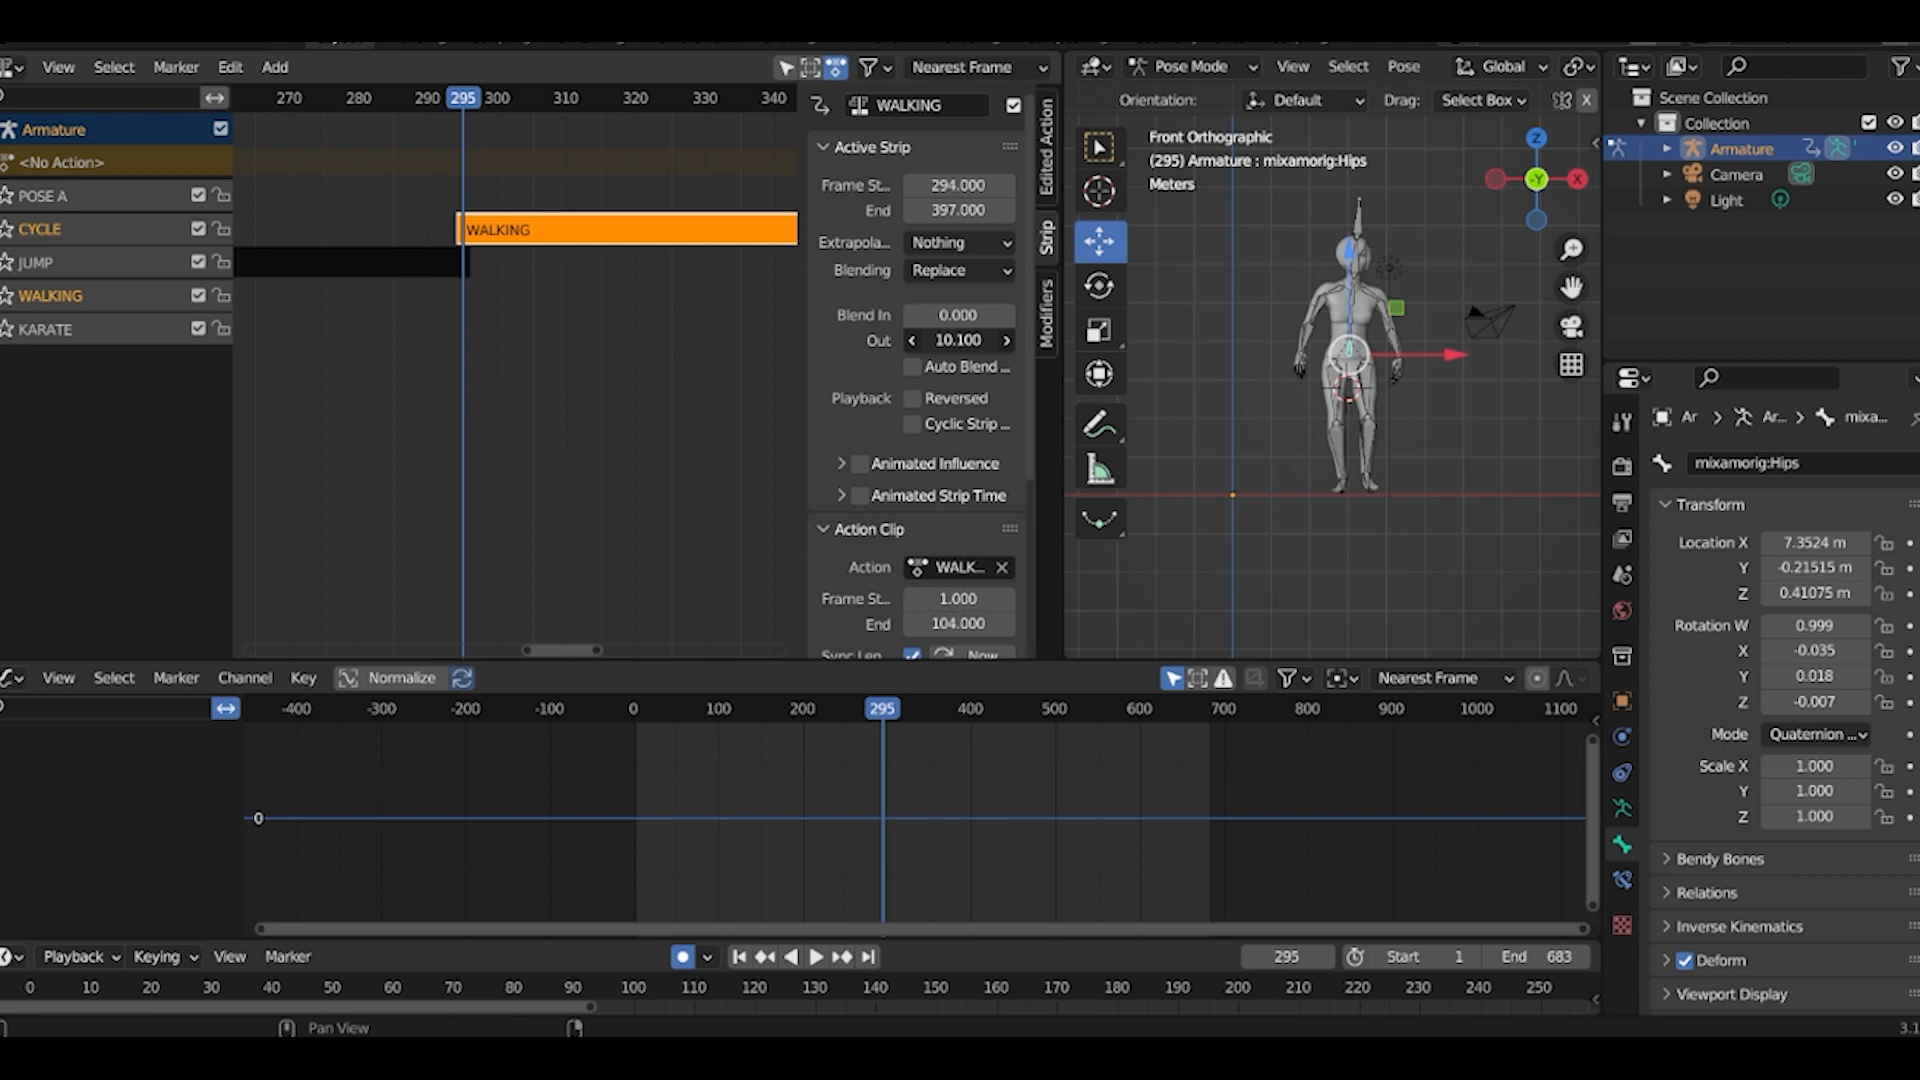 View Select Marker Edit Add Nearest Frame
270 280 290 295 300 310 320 330 340
Armature
<No Action>
POSE A
CYCLE
JUMP
WALKING
KARATE
WALKING
WALKING
Active Strip
Frame St... 294.000
End 397.000
Extrapola... Nothing
Blending Replace
Blend In 0.000
Out 10.100
Auto Blend ...
Playback Reversed
Cyclic Strip ...
Animated Influence
Animated Strip Time
Action Clip
Action WALK...
Frame St... 1.000
End 104.000
Sync Len Now
Edited Action
Strip
Modifiers
Pose Mode View Select Pose Global
Orientation: Default Drag: Select Box X
Front Orthographic
(295) Armature : mixamorig:Hips
Meters
Z
-Y X
Scene Collection
Collection
Armature
Camera
Light
Ar Ar... mixa...
mixamorig:Hips
Transform
Location X 7.3524 m
Y -0.21515 m
Z 0.41075 m
Rotation W 0.999
X -0.035
Y 0.018
Z -0.007
Mode Quaternion ...
Scale X 1.000
Y 1.000
Z 1.000
Bendy Bones
Relations
Inverse Kinematics
Deform
Viewport Display
View Select Marker Channel Key Normalize Nearest Frame
-400 -300 -200 -100 0 100 200 295 400 500 600 700 800 900 1000 1100
0
Playback Keying View Marker 295 Start 1 End 683
0 10 20 30 40 50 60 70 80 90 100 110 120 130 140 150 160 170 180 190 200 210 220 230 240 250
Pan View
3.1